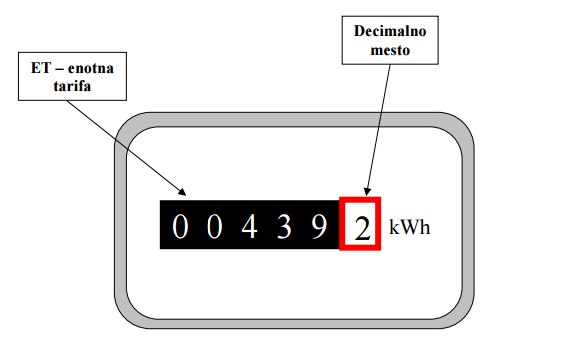 Decimalno
mesto
ET – enotna
tarifa
0 0 4 3 9 2 kWh